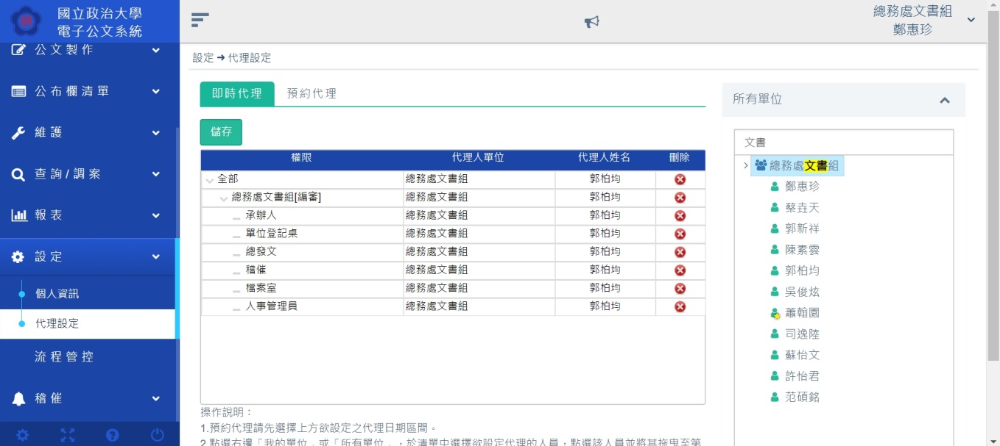 國立政治大學
電子公文系統
總務處文書組
鄭惠珍
公文製作
公布欄清單
維護
查詢/調案
報表
設定
個人資訊
代理設定
流程管控
稽催
設定 ➜ 代理設定
即時代理 預約代理
儲存
權限 代理人單位 代理人姓名 刪除
全部 總務處文書組 郭柏均
總務處文書組[編審] 總務處文書組 郭柏均
承辦人 總務處文書組 郭柏均
單位登記桌 總務處文書組 郭柏均
總發文 總務處文書組 郭柏均
稽催 總務處文書組 郭柏均
檔案室 總務處文書組 郭柏均
人事管理員 總務處文書組 郭柏均
操作說明：
1.預約代理請先選擇上方欲設定之代理日期區間。
2.點選右邊「我的單位」或「所有單位」，於清單中選擇欲設定代理的人員，點選該人員並將其拖曳至第
所有單位
文書
總務處文書組
鄭惠珍
蔡垚天
郭新祥
陳素雲
郭柏均
吳俊炫
蕭翰園
司逸陸
蘇怡文
許怡君
范碩銘